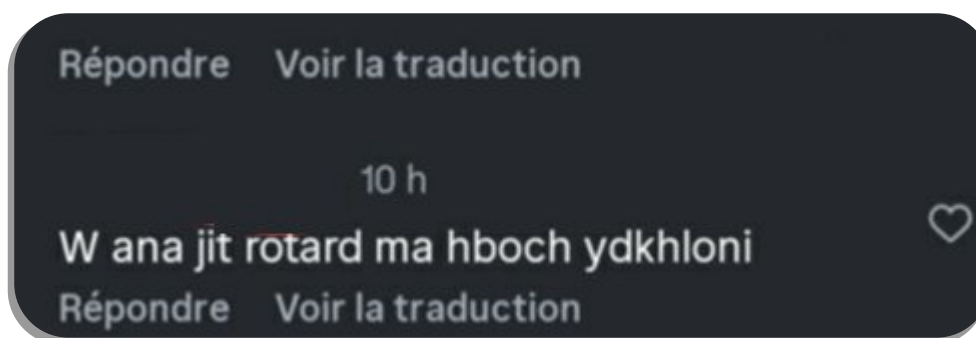 Répondre Voir la traduction
10 h
W ana jit rotard ma hboch ydkhloni
Répondre Voir la traduction